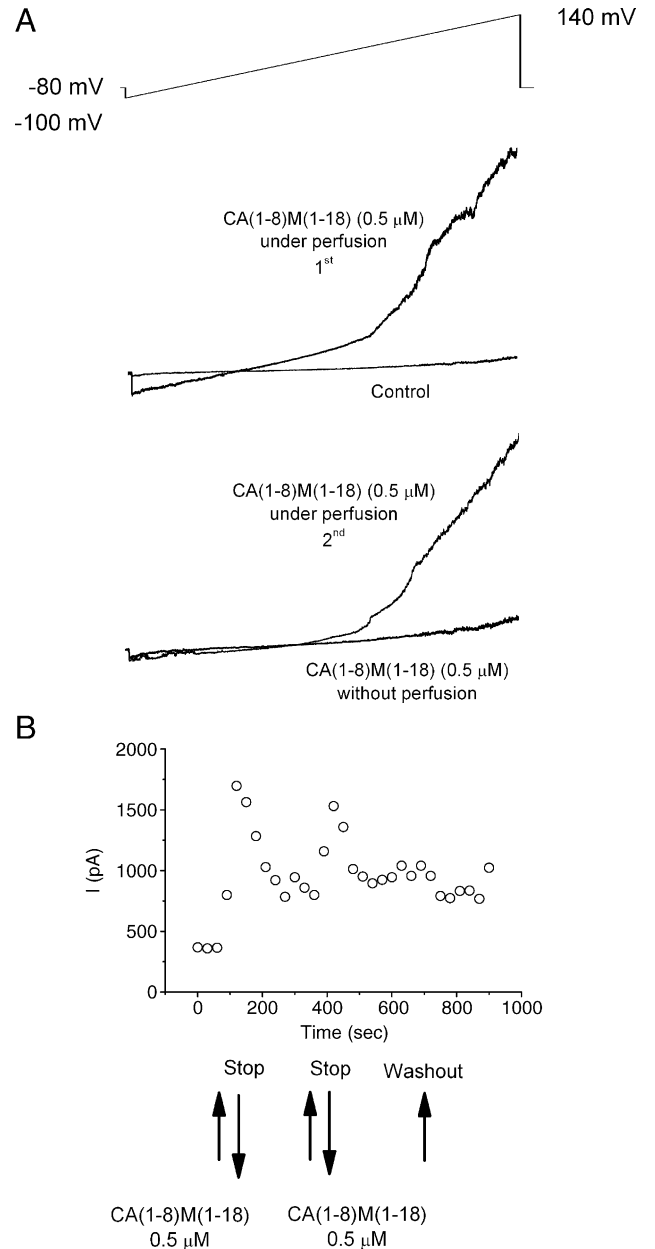 A
140 mV
-80 mV
-100 mV
CA(1-8)M(1-18) (0.5 μM)
under perfusion
1st
Control
CA(1-8)M(1-18) (0.5 μM)
under perfusion
2nd
CA(1-8)M(1-18) (0.5 μM)
without perfusion
B
2000
1500
1000
500
0
I (pA)
0 200 400 600 800 1000
Time (sec)
Stop Stop Washout
CA(1-8)M(1-18) CA(1-8)M(1-18)
0.5 μM 0.5 μM